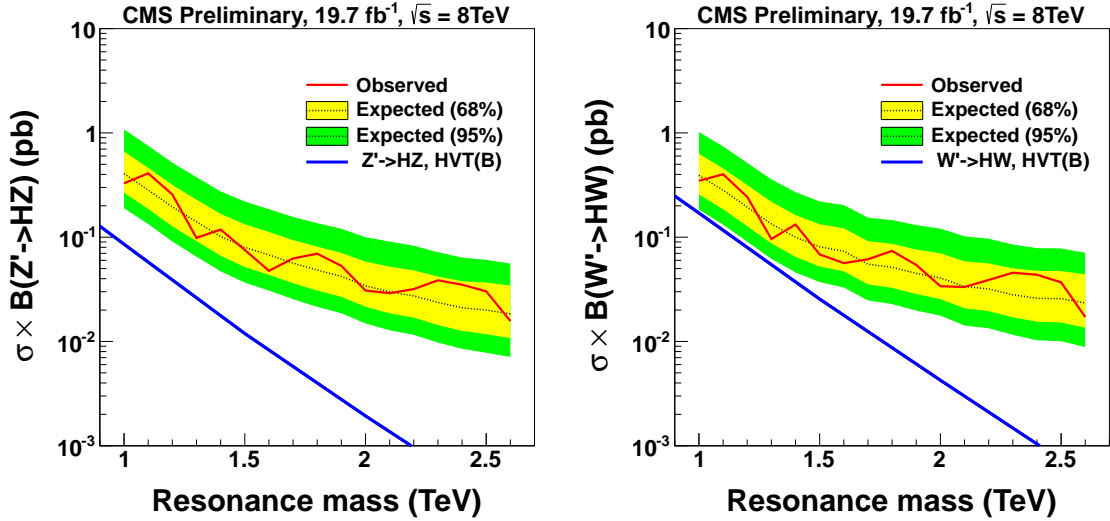 CMS Preliminary, 19.7 fb⁻¹, √s = 8TeV
σ × B(Z'->HZ) (pb)
10
1
10⁻¹
10⁻²
10⁻³
Observed
Expected (68%)
Expected (95%)
Z'->HZ, HVT(B)
1 1.5 2 2.5
Resonance mass (TeV)
CMS Preliminary, 19.7 fb⁻¹, √s = 8TeV
σ × B(W'->HW) (pb)
10
1
10⁻¹
10⁻²
10⁻³
Observed
Expected (68%)
Expected (95%)
W'->HW, HVT(B)
1 1.5 2 2.5
Resonance mass (TeV)